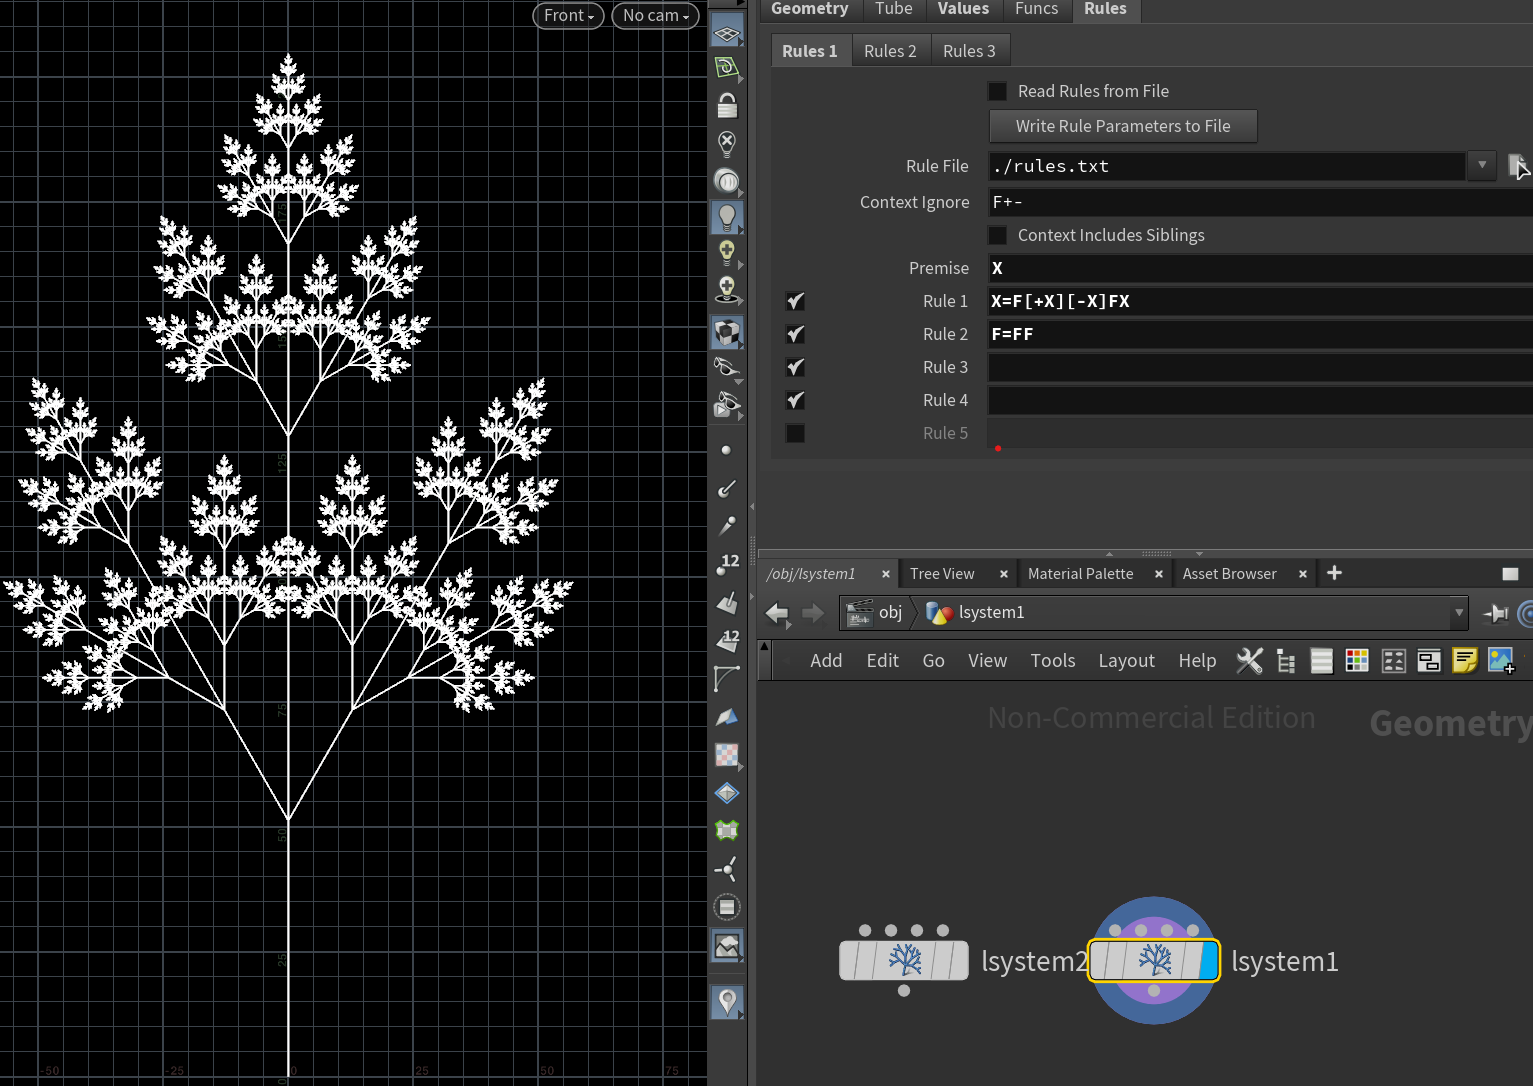 Front
No cam
Geometry Tube Values Funcs Rules
Rules 1 Rules 2 Rules 3
Read Rules from File
Write Rule Parameters to File
Rule File ./rules.txt
Context Ignore F+-
Context Includes Siblings
Premise X
Rule 1 X=F[+X][-X]FX
Rule 2 F=FF
Rule 3
Rule 4
Rule 5
175
125
75
50
25
-50 -25 0 25 50 75
12
12
/obj/lsystem1 Tree View Material Palette Asset Browser
obj lsystem1
Add Edit Go View Tools Layout Help
Non-Commercial Edition Geometry
lsystem2 lsystem1